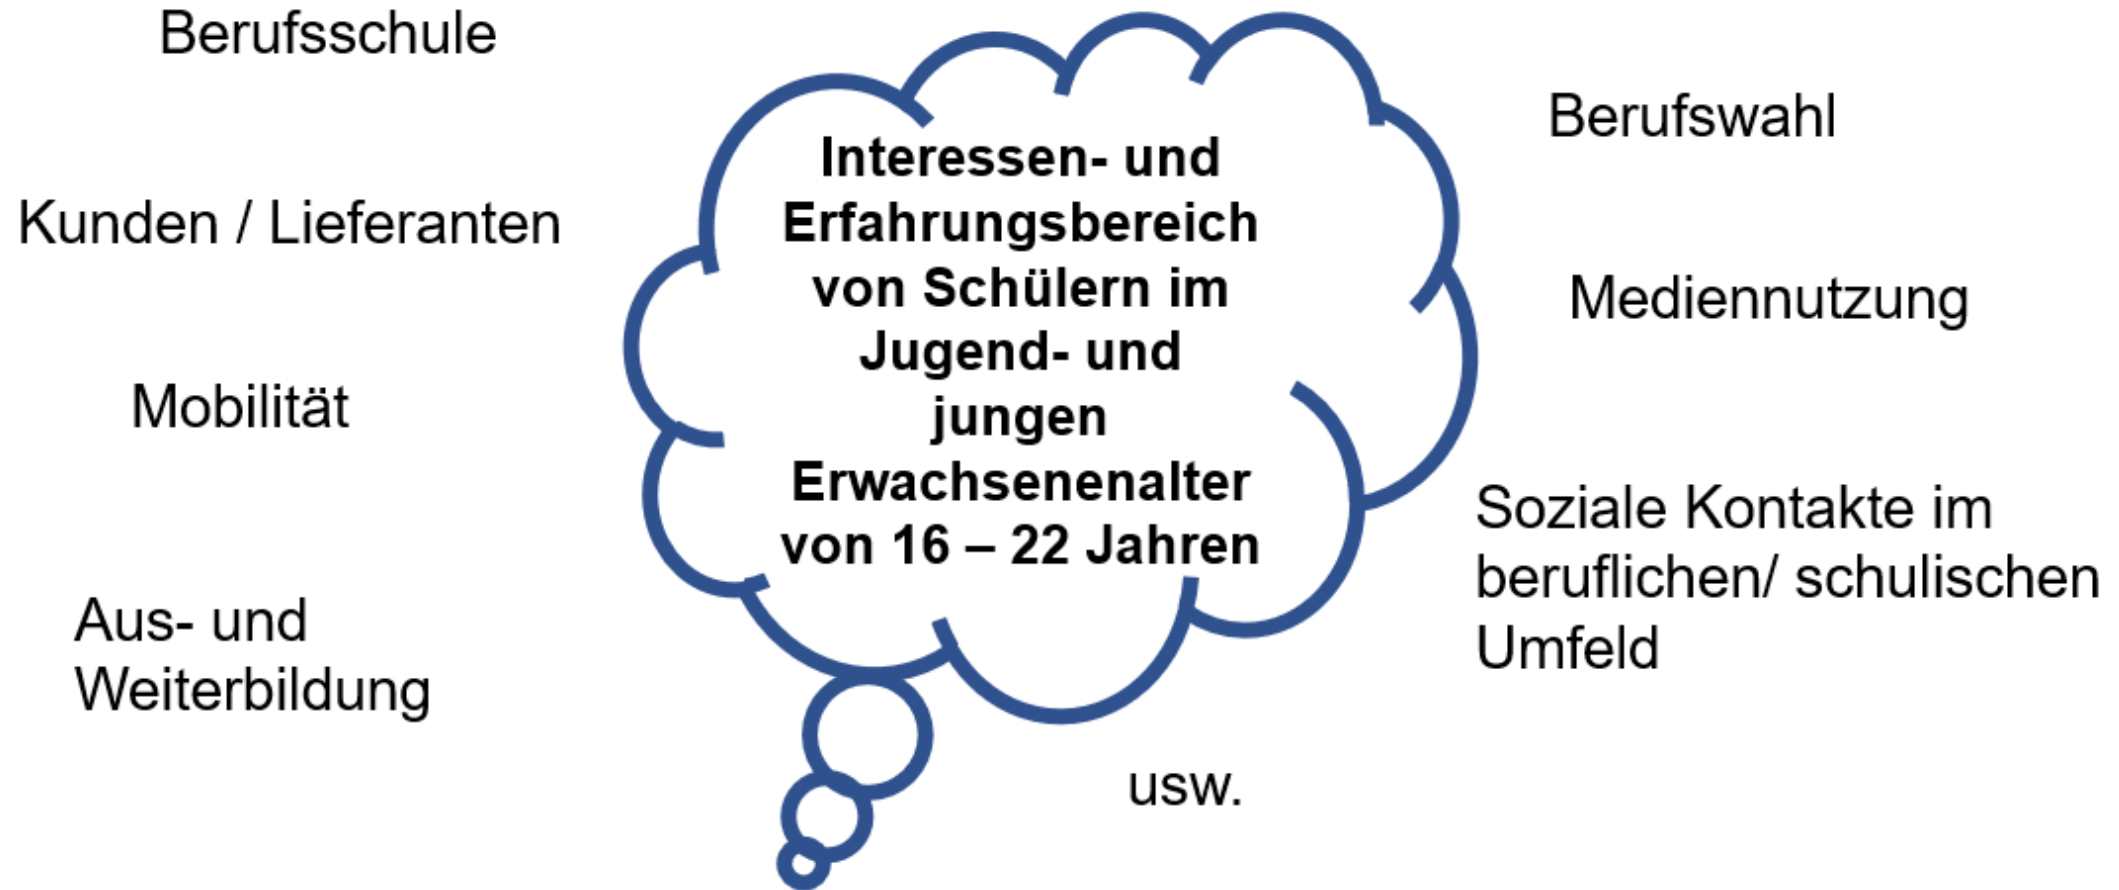 Berufsschule
Kunden / Lieferanten
Mobilität
Aus- und
Weiterbildung
Interessen- und
Erfahrungsbereich
von Schülern im
Jugend- und
jungen
Erwachsenenalter
von 16 – 22 Jahren
Berufswahl
Mediennutzung
Soziale Kontakte im
beruflichen/ schulischen
Umfeld
usw.